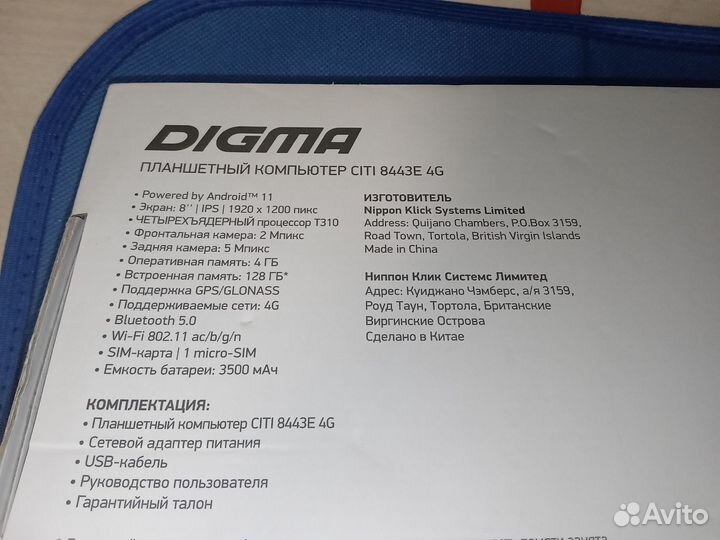 DIGMA
ПЛАНШЕТНЫЙ КОМПЬЮТЕР CITI 8443E 4G
• Powered by Android™ 11
• Экран: 8'' | IPS | 1920 x 1200 пикс
• ЧЕТЫРЕХЪЯДЕРНЫЙ процессор T310
• Фронтальная камера: 2 Мпикс
• Задняя камера: 5 Мпикс
• Оперативная память: 4 ГБ
• Встроенная память: 128 ГБ*
• Поддержка GPS/GLONASS
• Поддерживаемые сети: 4G
• Bluetooth 5.0
• Wi-Fi 802.11 ac/b/g/n
• SIM-карта | 1 micro-SIM
• Емкость батареи: 3500 мАч
ИЗГОТОВИТЕЛЬ
Nippon Klick Systems Limited
Address: Quijano Chambers, P.O.Box 3159,
Road Town, Tortola, British Virgin Islands
Made in China
Ниппон Клик Системс Лимитед
Адрес: Куиджано Чэмберс, а/я 3159,
Роуд Таун, Тортола, Британские
Виргинские Острова
Сделано в Китае
КОМПЛЕКТАЦИЯ:
• Планшетный компьютер CITI 8443E 4G
• Сетевой адаптер питания
• USB-кабель
• Руководство пользователя
• Гарантийный талон
памяти занята
Avito